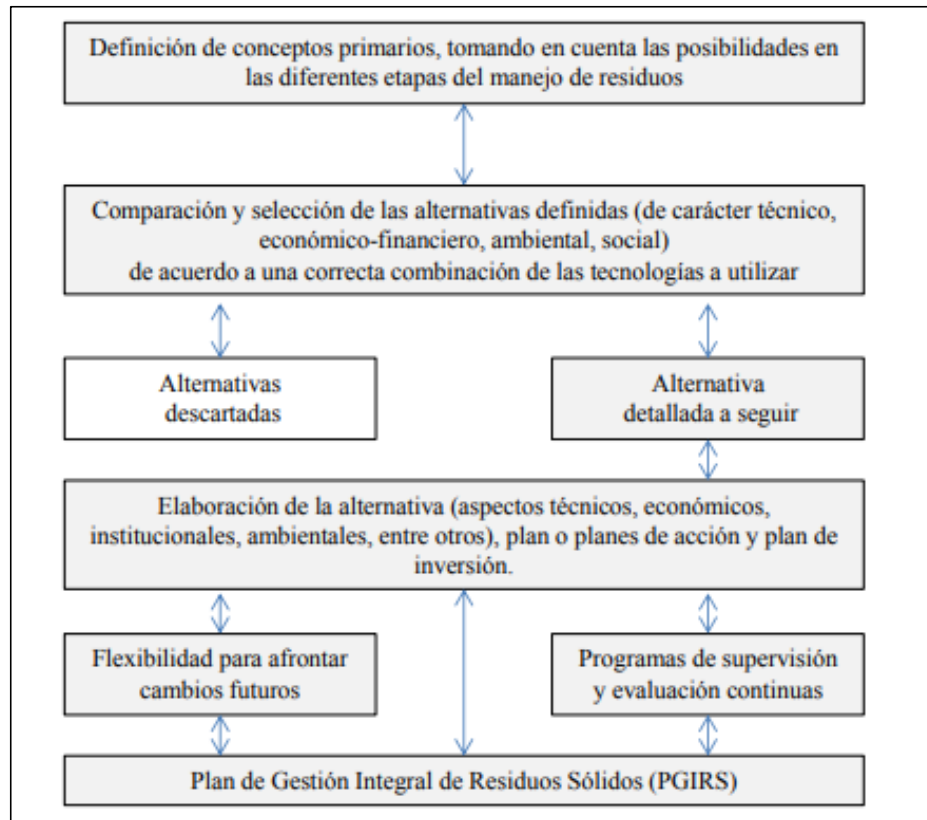 Definición de conceptos primarios, tomando en cuenta las posibilidades en
las diferentes etapas del manejo de residuos
Comparación y selección de las alternativas definidas (de carácter técnico,
económico-financiero, ambiental, social)
de acuerdo a una correcta combinación de las tecnologías a utilizar
Alternativas
descartadas
Alternativa
detallada a seguir
Elaboración de la alternativa (aspectos técnicos, económicos,
institucionales, ambientales, entre otros), plan o planes de acción y plan de
inversión.
Flexibilidad para afrontar
cambios futuros
Programas de supervisión
y evaluación continuas
Plan de Gestión Integral de Residuos Sólidos (PGIRS)